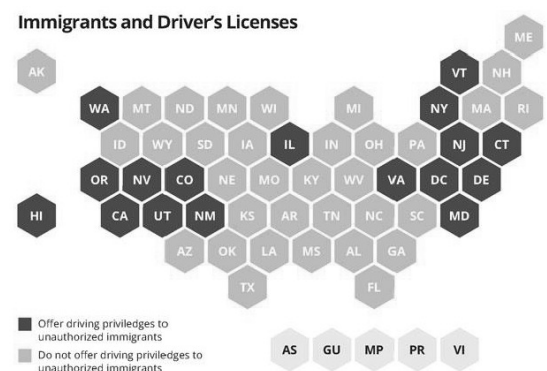 Immigrants and Driver's Licenses
ME
AK VT NH
WA MT ND MN WI MI NY MA RI
ID WY SD IA IL IN OH PA NJ CT
OR NV CO NE MO KY WV VA DC DE
HI CA UT NM KS AR TN NC SC MD
AZ OK LA MS AL GA
TX FL
Offer driving priviledges to
unauthorized immigrants
Do not offer driving priviledges to
unauthorized immigrants
AS GU MP PR VI